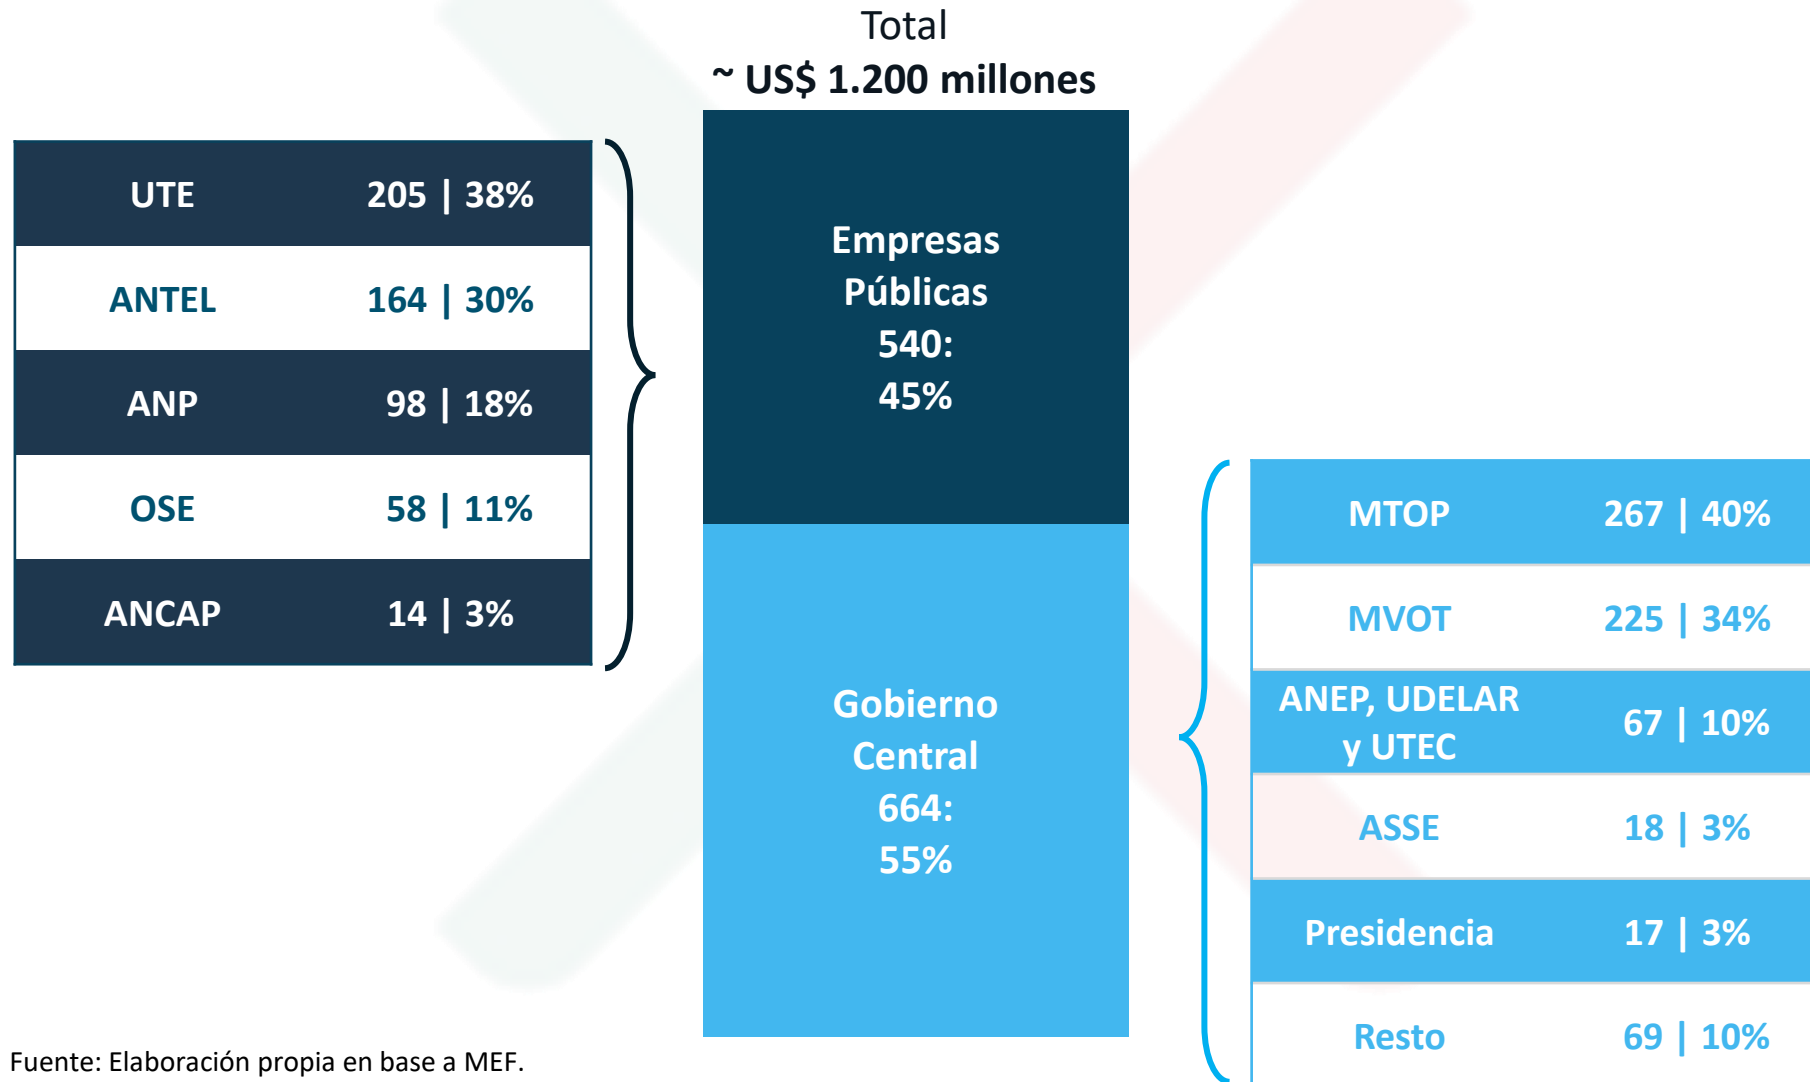 Total
~ US$ 1.200 millones
UTE 205 | 38%
ANTEL 164 | 30%
ANP 98 | 18%
OSE 58 | 11%
ANCAP 14 | 3%
Empresas
Públicas
540:
45%
Gobierno
Central
664:
55%
MTOP 267 | 40%
MVOT 225 | 34%
ANEP, UDELAR
y UTEC 67 | 10%
ASSE 18 | 3%
Presidencia 17 | 3%
Resto 69 | 10%
Fuente: Elaboración propia en base a MEF.